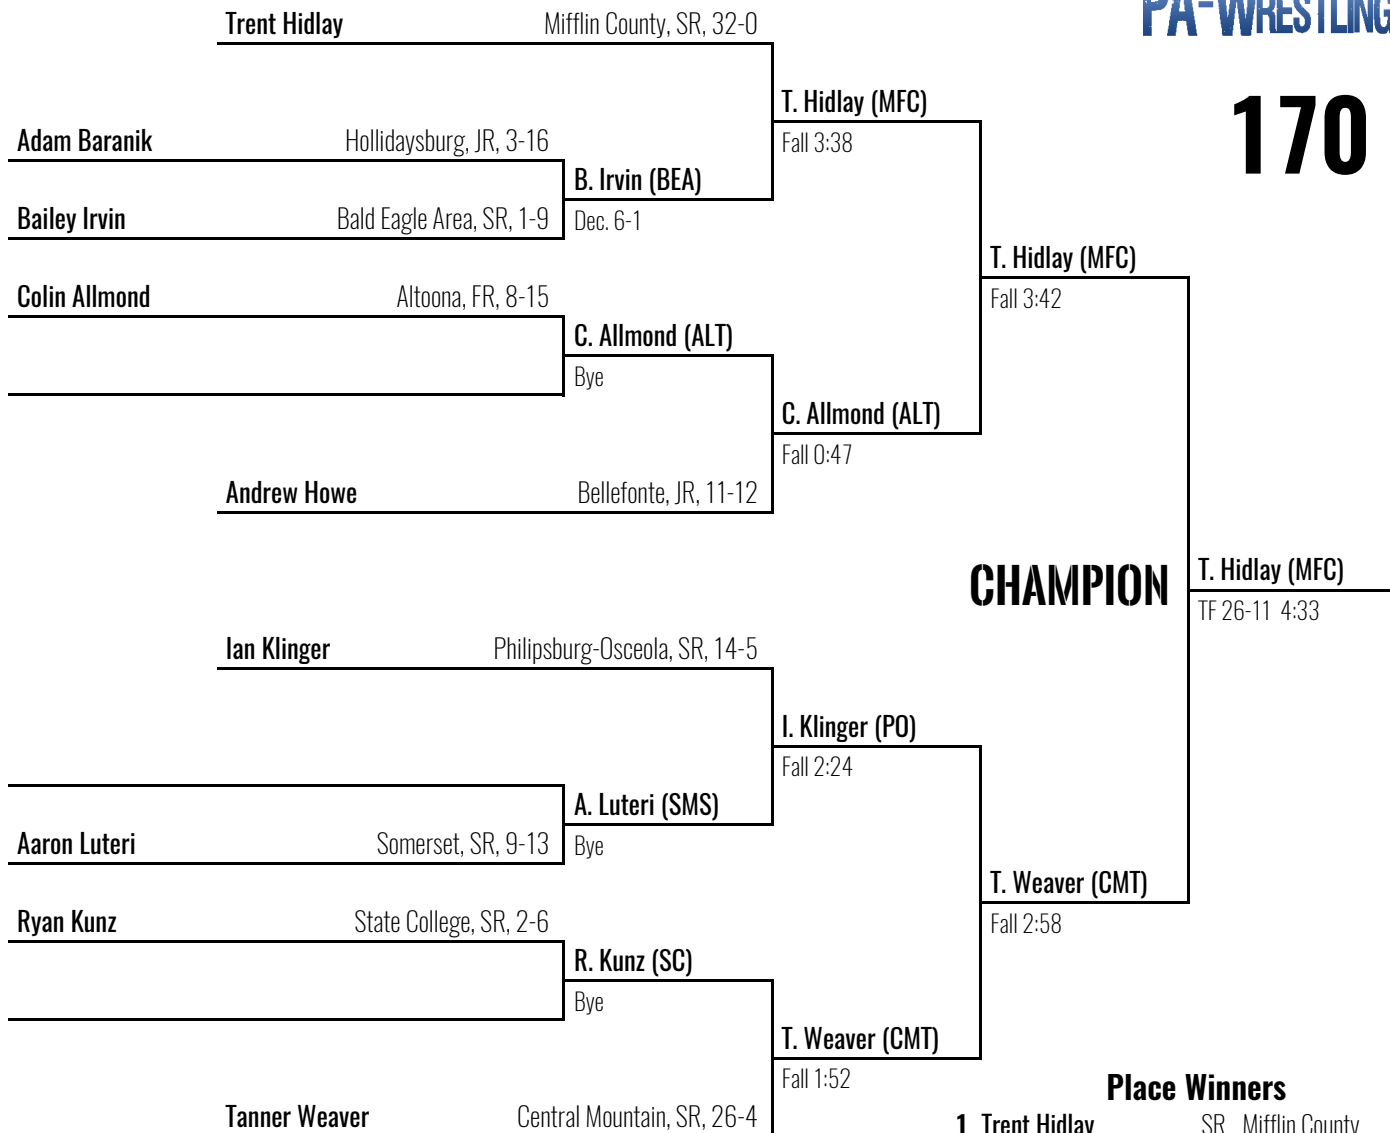 PA-WRESTLING
170
Trent Hidlay Mifflin County, SR, 32-0
T. Hidlay (MFC)
Fall 3:38
Adam Baranik Hollidaysburg, JR, 3-16
B. Irvin (BEA)
Dec. 6-1
Bailey Irvin Bald Eagle Area, SR, 1-9
T. Hidlay (MFC)
Fall 3:42
Colin Allmond Altoona, FR, 8-15
C. Allmond (ALT)
Bye
C. Allmond (ALT)
Fall 0:47
Andrew Howe Bellefonte, JR, 11-12
CHAMPION
T. Hidlay (MFC)
TF 26-11 4:33
Ian Klinger Philipsburg-Osceola, SR, 14-5
I. Klinger (PO)
Fall 2:24
A. Luteri (SMS)
Bye
Aaron Luteri Somerset, SR, 9-13
T. Weaver (CMT)
Fall 2:58
Ryan Kunz State College, SR, 2-6
R. Kunz (SC)
Bye
T. Weaver (CMT)
Fall 1:52
Tanner Weaver Central Mountain, SR, 26-4
Place Winners
1 Trent Hidlay SR Mifflin County